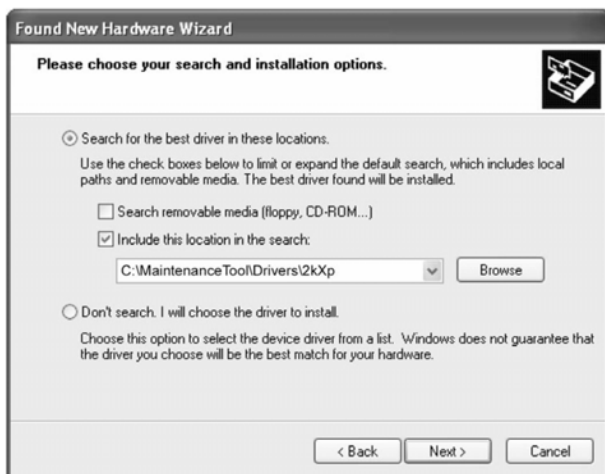 Found New Hardware Wizard
Please choose your search and installation options.
Search for the best driver in these locations.
Use the check boxes below to limit or expand the default search, which includes local
paths and removable media. The best driver found will be installed.
Search removable media (floppy, CD-ROM...)
Include this location in the search:
C:\MaintenanceTool\Drivers\2kXp
Browse
Don't search. I will choose the driver to install.
Choose this option to select the device driver from a list. Windows does not guarantee that
the driver you choose will be the best match for your hardware.
< Back
Next >
Cancel